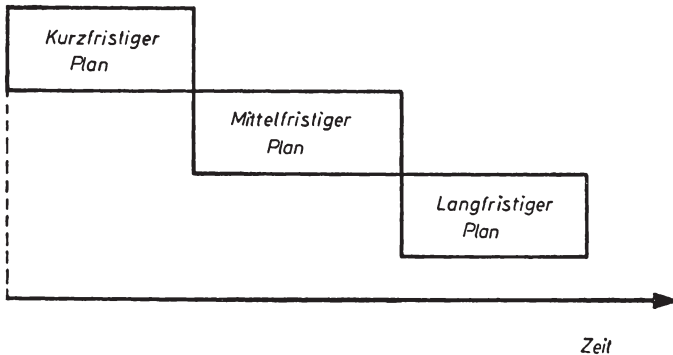 Kurzfristiger
Plan
Mittelfristiger
Plan
Langfristiger
Plan
Zeit